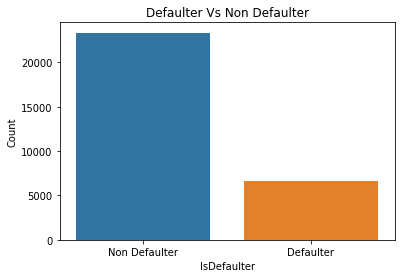 Defaulter Vs Non Defaulter
20000
15000
10000
5000
0
Count
Non Defaulter
Defaulter
IsDefaulter